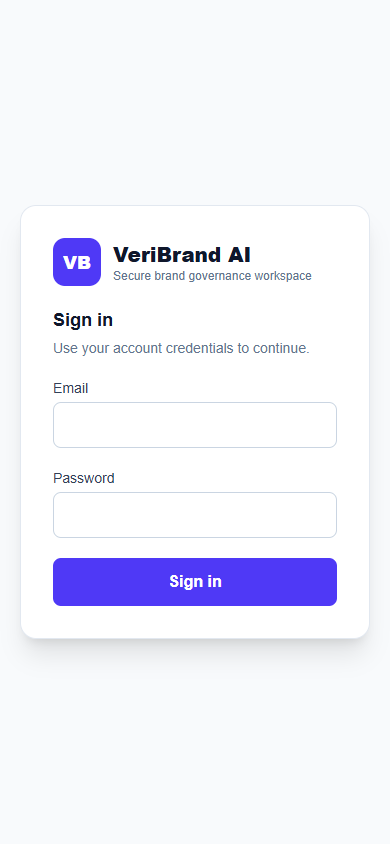 VB
VeriBrand AI
Secure brand governance workspace
Sign in
Use your account credentials to continue.
Email
Password
Sign in